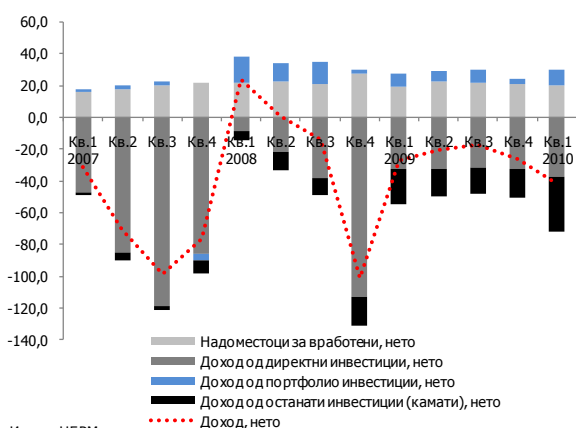 60,0
40,0
20,0
0,0
-20,0
-40,0
-60,0
-80,0
-100,0
-120,0
-140,0
Кв.1 Кв.2 Кв.3 Кв.4 Кв.1 Кв.2 Кв.3 Кв.4 Кв.1 Кв.2 Кв.3 Кв.4 Кв.1
2007 2008 2009 2010
Надоместоци за вработени, нето
Доход од директни инвестиции, нето
Доход од портфолио инвестиции, нето
Доход од останати инвестиции (камати), нето
Доход, нето